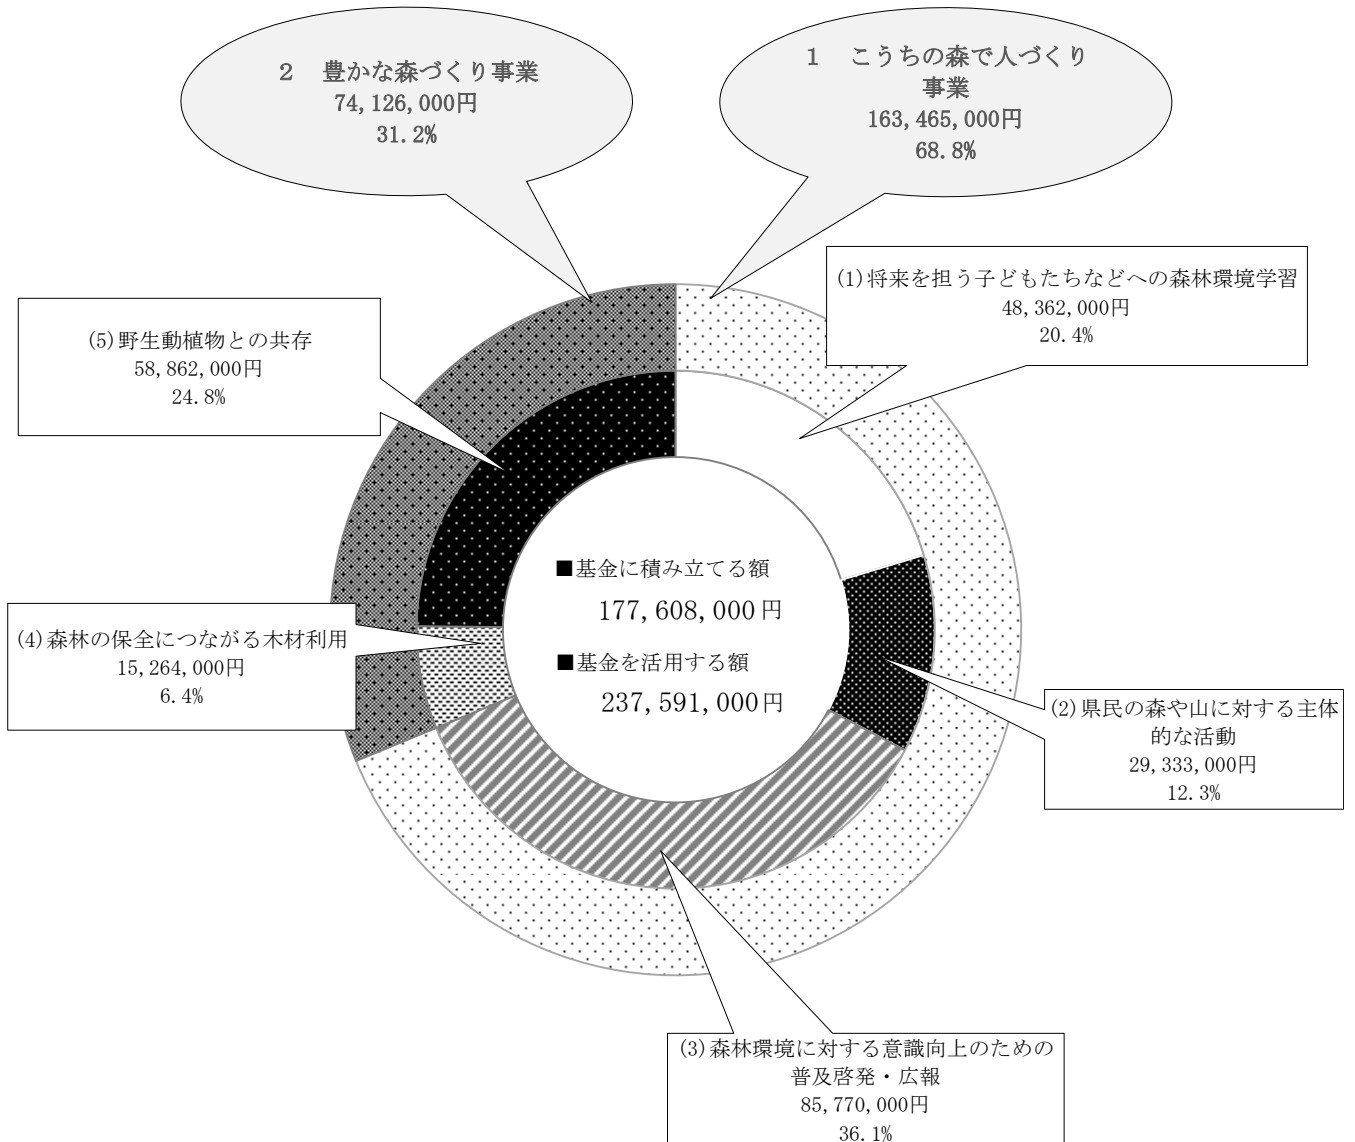 2 豊かな森づくり事業
74,126,000円
31.2%
1 こうちの森で人づくり
事業
163,465,000円
68.8%
(1)将来を担う子どもたちなどへの森林環境学習
48,362,000円
20.4%
(5)野生動植物との共存
58,862,000円
24.8%
■基金に積み立てる額
177,608,000円
■基金を活用する額
237,591,000円
(4)森林の保全につながる木材利用
15,264,000円
6.4%
(2)県民の森や山に対する主体
的な活動
29,333,000円
12.3%
(3)森林環境に対する意識向上のための
普及啓発・広報
85,770,000円
36.1%